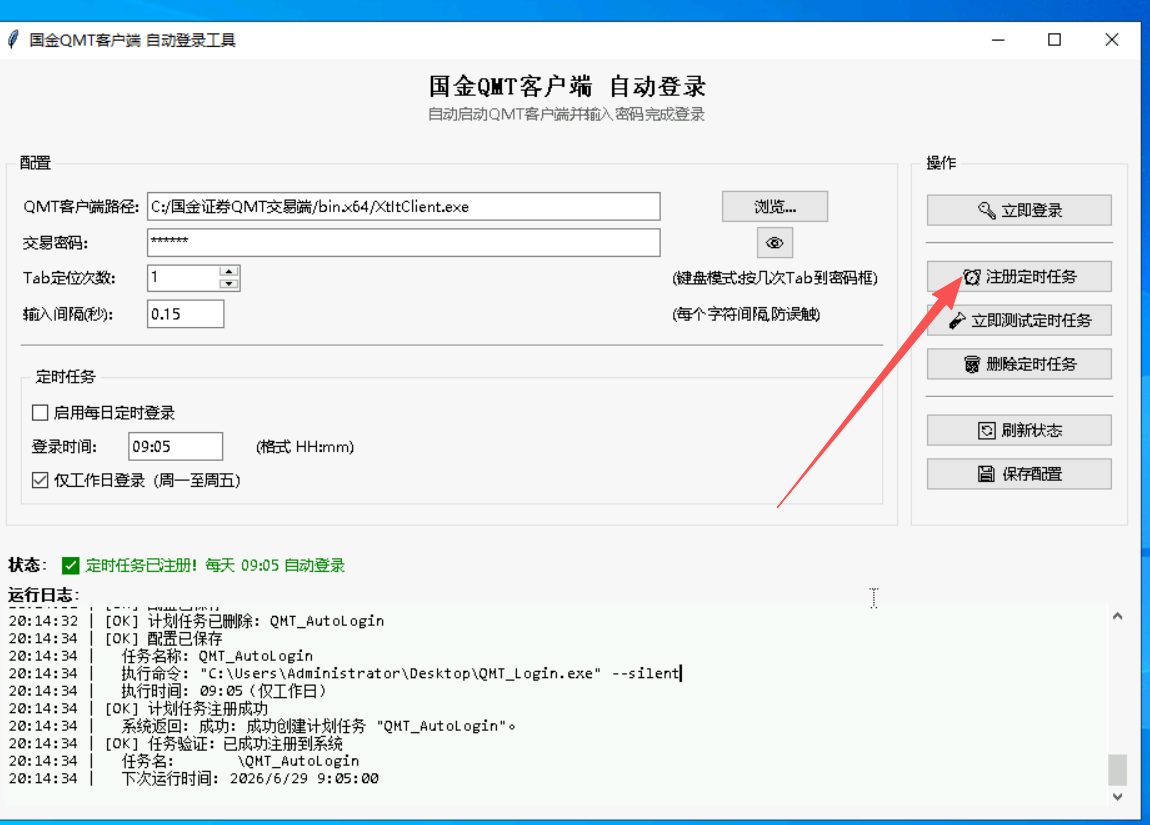 国金QMT客户端 自动登录工具
国金QMT客户端 自动登录
自动启动QMT客户端并输入密码完成登录
配置
QMT客户端路径: C:/国金证券QMT交易端/bin.x64/XtItClient.exe 浏览...
交易密码: ******
Tab定位次数: 1 (键盘模式:按几次Tab到密码框)
输入间隔(秒): 0.15 (每个字符间隔,防误触)
定时任务
启用每日定时登录
登录时间: 09:05 (格式 HH:mm)
仅工作日登录 (周一至周五)
操作
立即登录
注册定时任务
立即测试定时任务
删除定时任务
刷新状态
保存配置
状态: 定时任务已注册! 每天 09:05 自动登录
运行日志:
20:14:32 | [OK] 计划任务已删除: QMT_AutoLogin
20:14:34 | [OK] 配置已保存
20:14:34 | 任务名称: QMT_AutoLogin
20:14:34 | 执行命令: "C:\Users\Administrator\Desktop\QMT_Login.exe" --silent
20:14:34 | 执行时间: 09:05 (仅工作日)
20:14:34 | [OK] 计划任务注册成功
20:14:34 | 系统返回: 成功: 成功创建计划任务 "QMT_AutoLogin"。
20:14:34 | [OK] 任务验证: 已成功注册到系统
20:14:34 | 任务名: \QMT_AutoLogin
20:14:34 | 下次运行时间: 2026/6/29 9:05:00